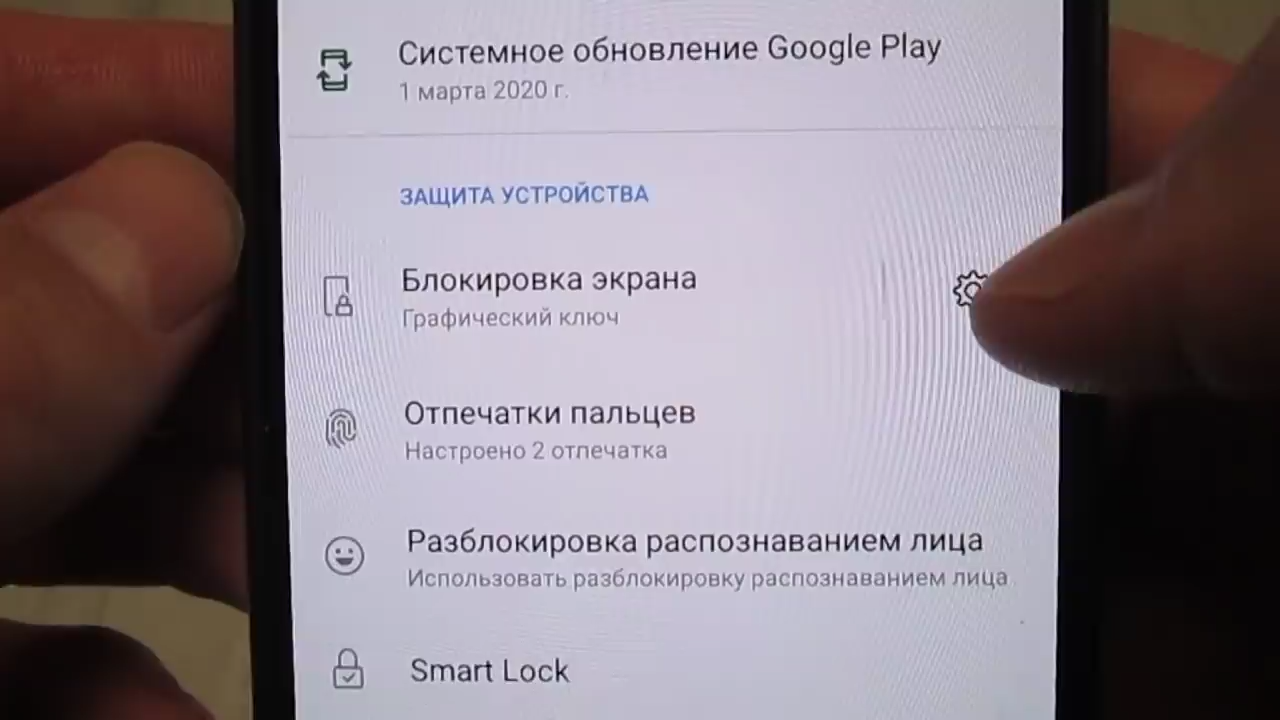 Системное обновление Google Play
1 марта 2020 г.
ЗАЩИТА УСТРОЙСТВА
Блокировка экрана
Графический ключ
Отпечатки пальцев
Настроено 2 отпечатка
Разблокировка распознаванием лица
Использовать разблокировку распознаванием лица
Smart Lock